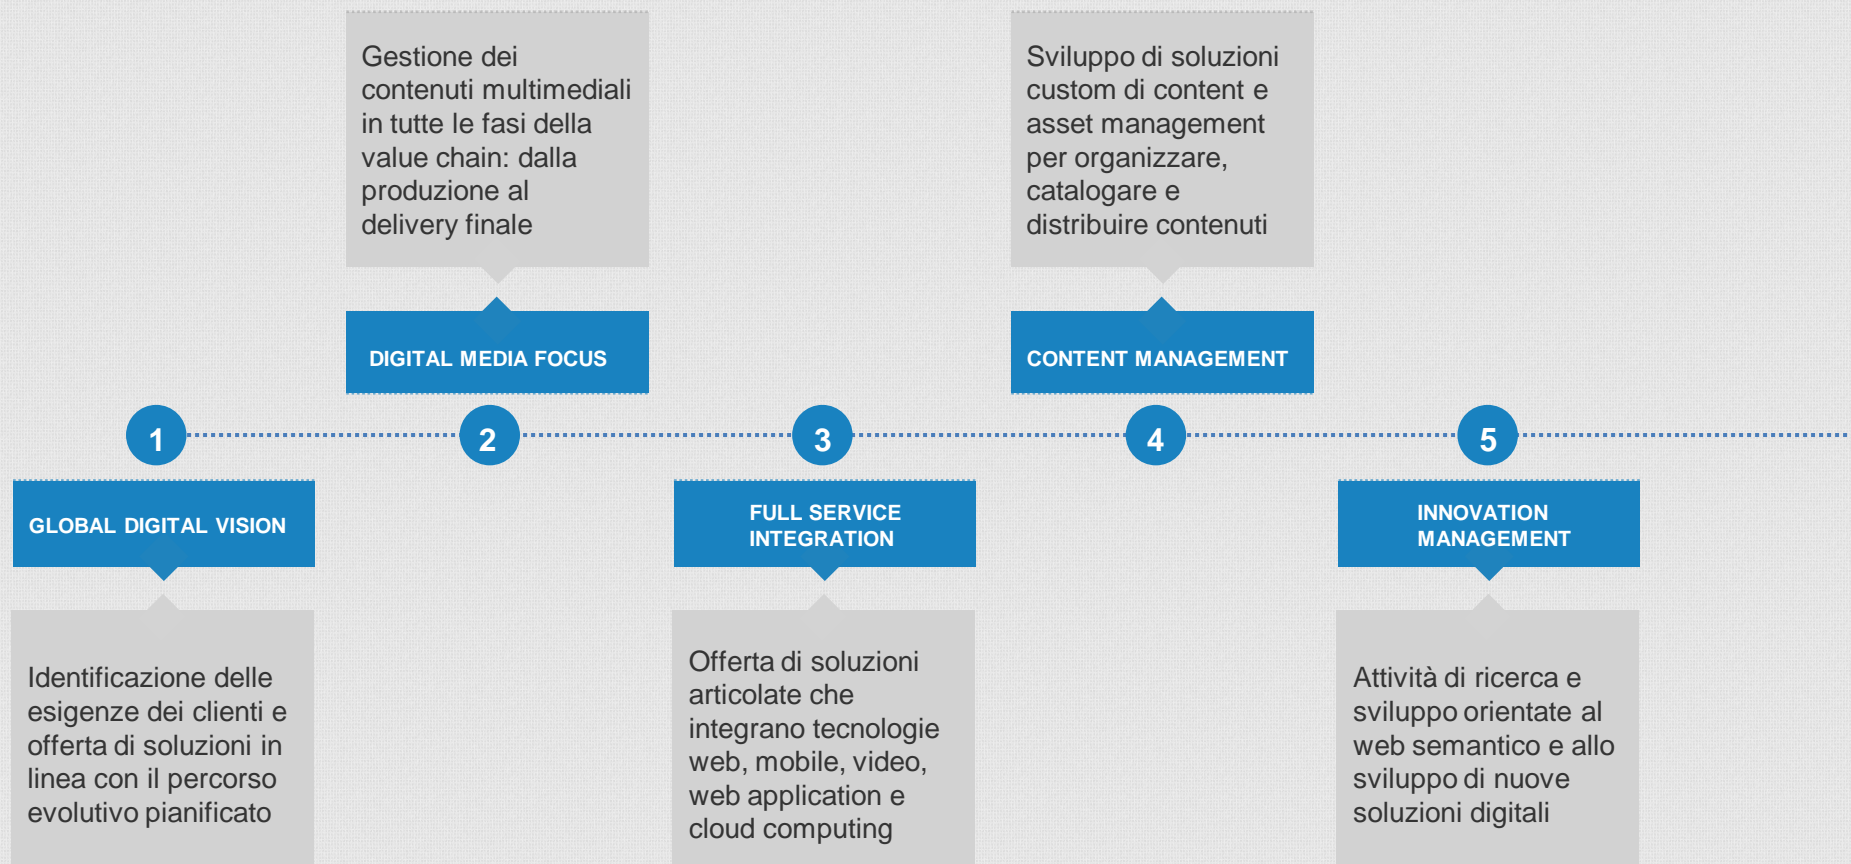 1
GLOBAL DIGITAL VISION
Identificazione delle
esigenze dei clienti e
offerta di soluzioni in
linea con il percorso
evolutivo pianificato
Gestione dei
contenuti multimediali
in tutte le fasi della
value chain: dalla
produzione al
delivery finale
DIGITAL MEDIA FOCUS
2
3
FULL SERVICE
INTEGRATION
Offerta di soluzioni
articolate che
integrano tecnologie
web, mobile, video,
web application e
cloud computing
Sviluppo di soluzioni
custom di content e
asset management
per organizzare,
catalogare e
distribuire contenuti
CONTENT MANAGEMENT
4
5
INNOVATION
MANAGEMENT
Attività di ricerca e
sviluppo orientate al
web semantico e allo
sviluppo di nuove
soluzioni digitali